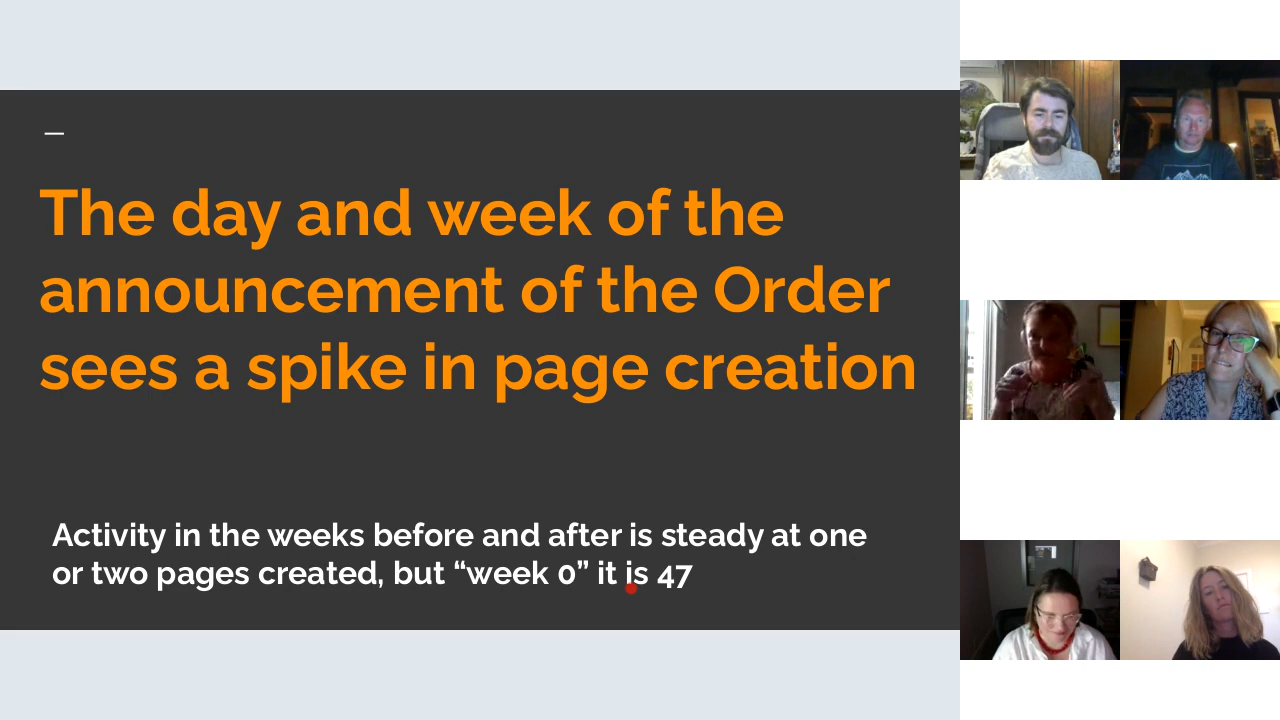 The day and week of the
announcement of the Order
sees a spike in page creation
Activity in the weeks before and after is steady at one
or two pages created, but “week 0” it is 47